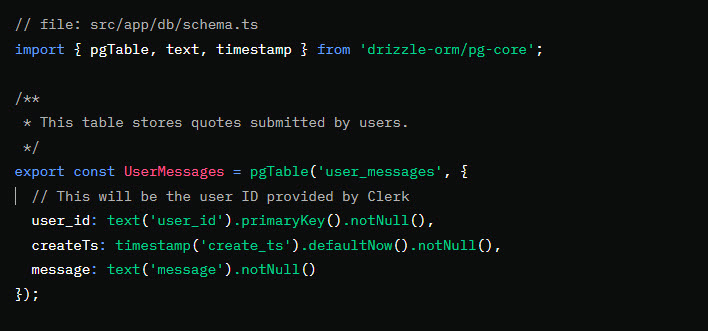 // file: src/app/db/schema.ts
import { pgTable, text, timestamp } from 'drizzle-orm/pg-core';
/**
* This table stores quotes submitted by users.
*/
export const UserMessages = pgTable('user_messages', {
// This will be the user ID provided by Clerk
user_id: text('user_id').primaryKey().notNull(),
createTs: timestamp('create_ts').defaultNow().notNull(),
message: text('message').notNull()
});